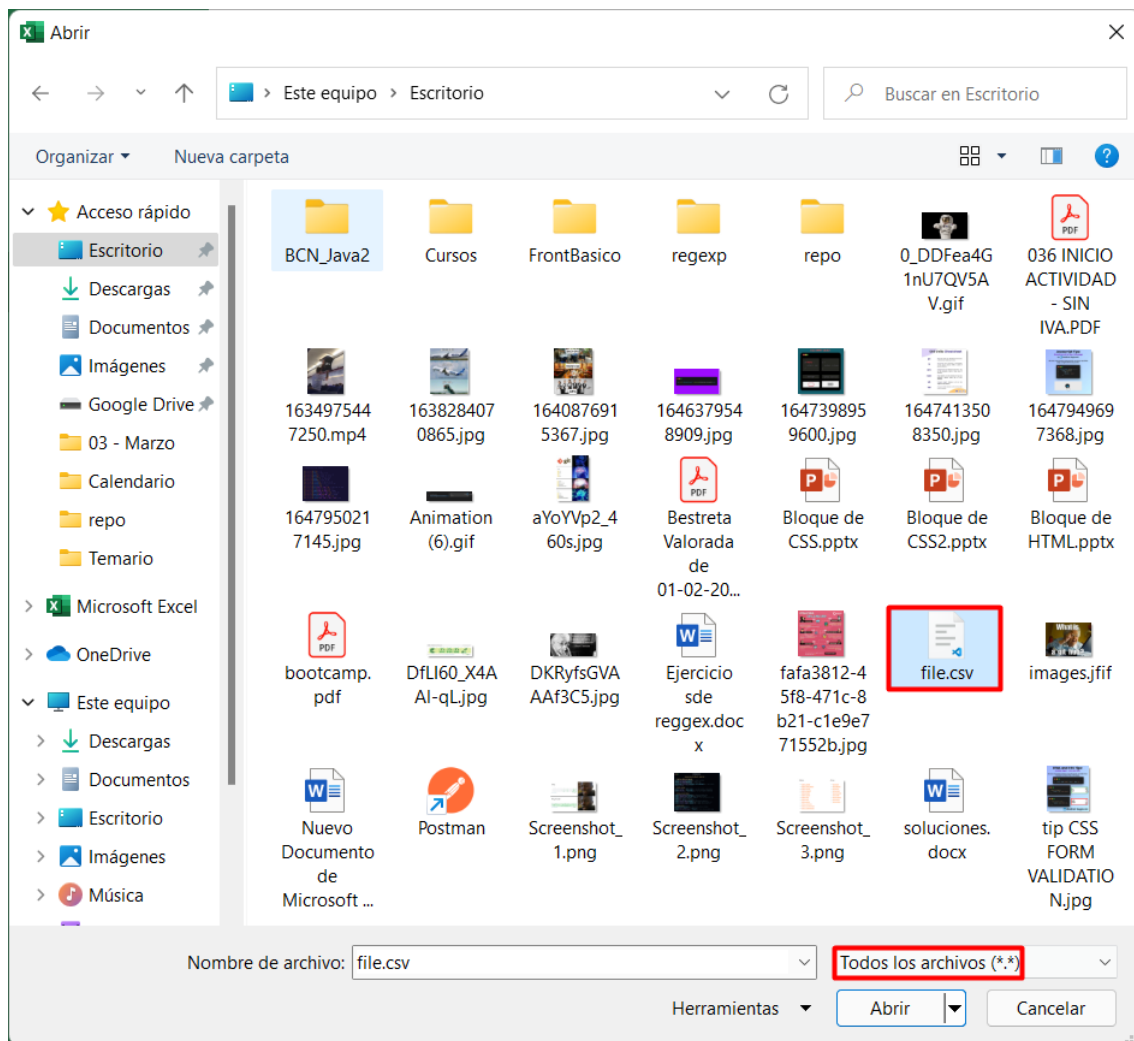 Abrir
Este equipo
Escritorio
Buscar en Escritorio
Organizar
Nueva carpeta
Acceso rápido
Escritorio
Descargas
Documentos
Imágenes
Google Drive
03 - Marzo
Calendario
repo
Temario
Microsoft Excel
OneDrive
Este equipo
Descargas
Documentos
Escritorio
Imágenes
Música
BCN_Java2
Cursos
FrontBasico
regexp
repo
0_DDFea4G
1nU7QV5A
V.gif
PDF
036 INICIO
ACTIVIDAD
- SIN
IVA.PDF
163497544
7250.mp4
163828407
0865.jpg
164087691
5367.jpg
164637954
8909.jpg
164739895
9600.jpg
164741350
8350.jpg
164794969
7368.jpg
164795021
7145.jpg
Animation
(6).gif
aYoYVp2_4
60s.jpg
PDF
Bestreta
Valorada
de
01-02-20...
Bloque de
CSS.pptx
Bloque de
CSS2.pptx
Bloque de
HTML.pptx
PDF
bootcamp.
pdf
DfLI60_X4A
AI-qL.jpg
DKRyfsGVA
AAf3C5.jpg
Ejercicio
sde
reggex.doc
x
fafa3812-4
5f8-471c-8
b21-c1e9e7
71552b.jpg
file.csv
images.jfif
Nuevo
Documento
de
Microsoft ...
Postman
Screenshot_
1.png
Screenshot_
2.png
Screenshot_
3.png
soluciones.
docx
tip CSS
FORM
VALIDATIO
N.jpg
Nombre de archivo: file.csv
Todos los archivos (*.*)
Herramientas
Abrir
Cancelar